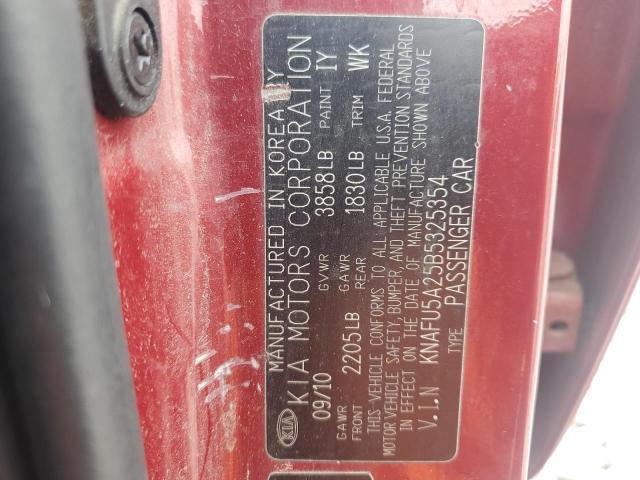 MANUFACTURED IN KOREA BY
KIA MOTORS CORPORATION
09/10 GVWR 3858LB PAINT IY
GAWR FRONT 2205LB GAWR REAR 1830LB TRIM WK
THIS VEHICLE CONFORMS TO ALL APPLICABLE U.S.A. FEDERAL
MOTOR VEHICLE SAFETY, BUMPER, AND THEFT PREVENTION STANDARDS
IN EFFECT ON THE DATE OF MANUFACTURE SHOWN ABOVE
V.I.N KNAFU5A25B5325354
TYPE PASSENGER CAR
KIA